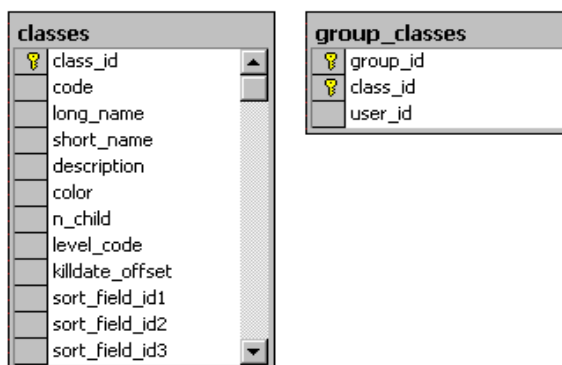 classes
class_id
code
long_name
short_name
description
color
n_child
level_code
killdate_offset
sort_field_id1
sort_field_id2
sort_field_id3
group_classes
group_id
class_id
user_id